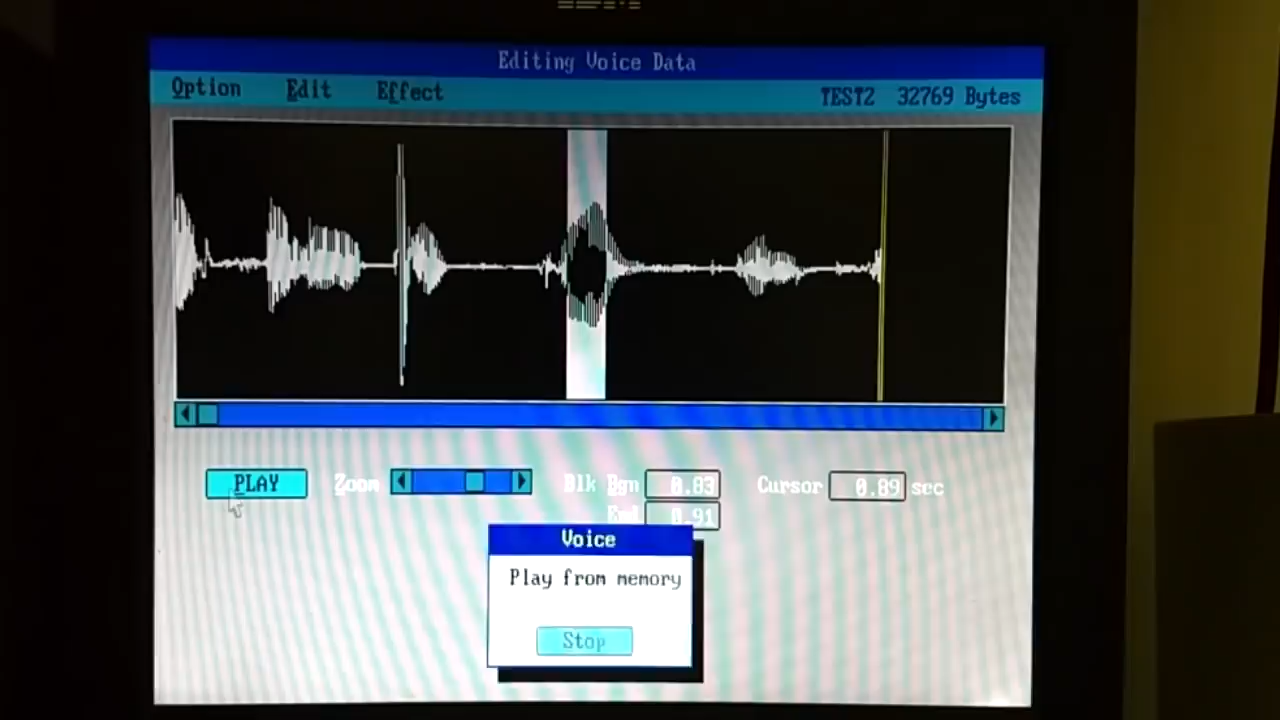 Editing Voice Data
Option Edit Effect TEST2 32769 Bytes
PLAY Zoom Blk Bgn 0.83 Cursor 0.89 sec
End 0.91
Voice
Play from memory
Stop